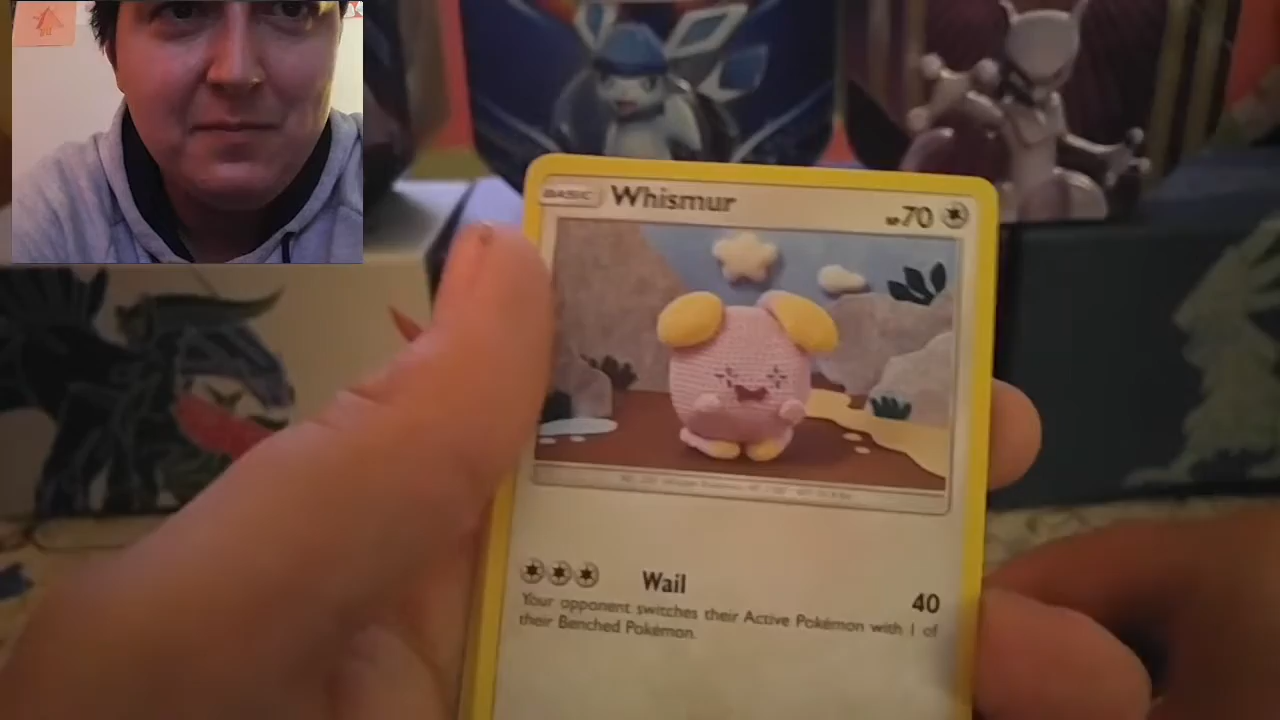 BASIC Whismur HP70
Wail 40
Your opponent switches their Active Pokémon with 1 of
their Benched Pokémon.